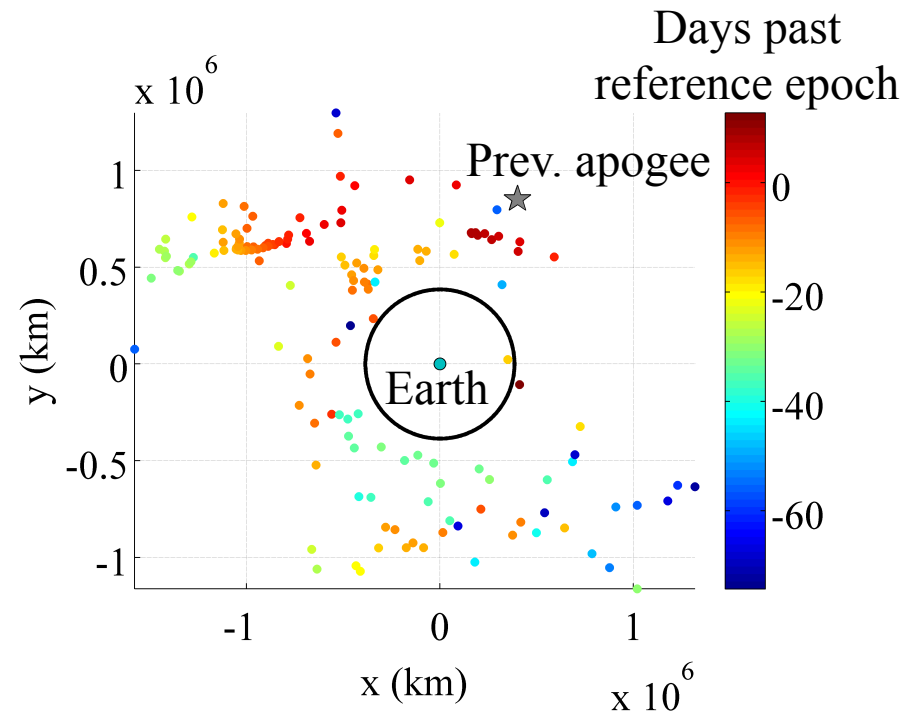 Days past
reference epoch
x 10^6
Prev. apogee
1
0.5
0
-0.5
-1
y (km)
Earth
0
-20
-40
-60
-1
0
1
x (km)
x 10^6